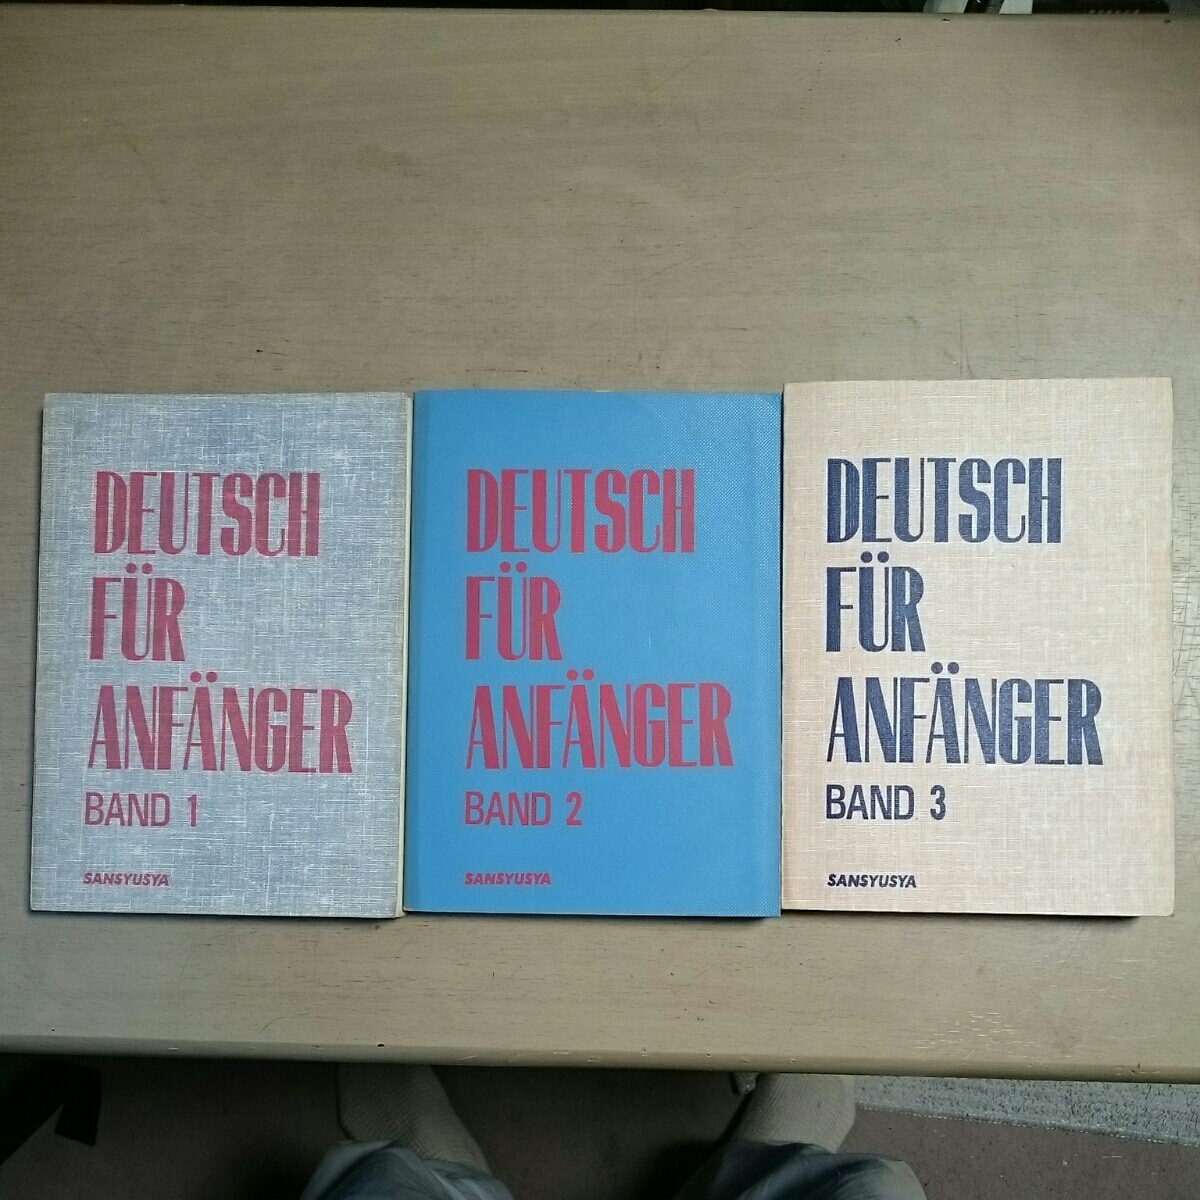 DEUTSCH
FÜR
ANFÄNGER
BAND 1
SANSYUSYA
DEUTSCH
FÜR
ANFÄNGER
BAND 2
SANSYUSYA
DEUTSCH
FÜR
ANFÄNGER
BAND 3
SANSYUSYA